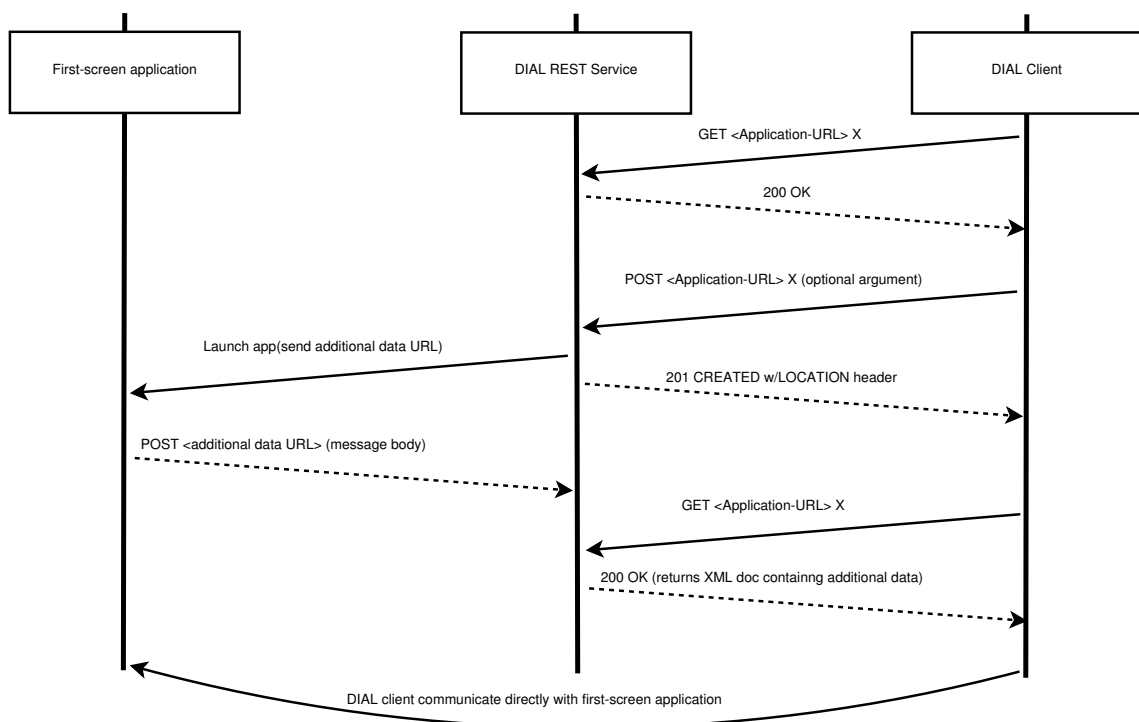 First-screen application
DIAL REST Service
DIAL Client
GET <Application-URL> X
200 OK
POST <Application-URL> X (optional argument)
Launch app(send additional data URL)
201 CREATED w/LOCATION header
POST <additional data URL> (message body)
GET <Application-URL> X
200 OK (returns XML doc containng additional data)
DIAL client communicate directly with first-screen application